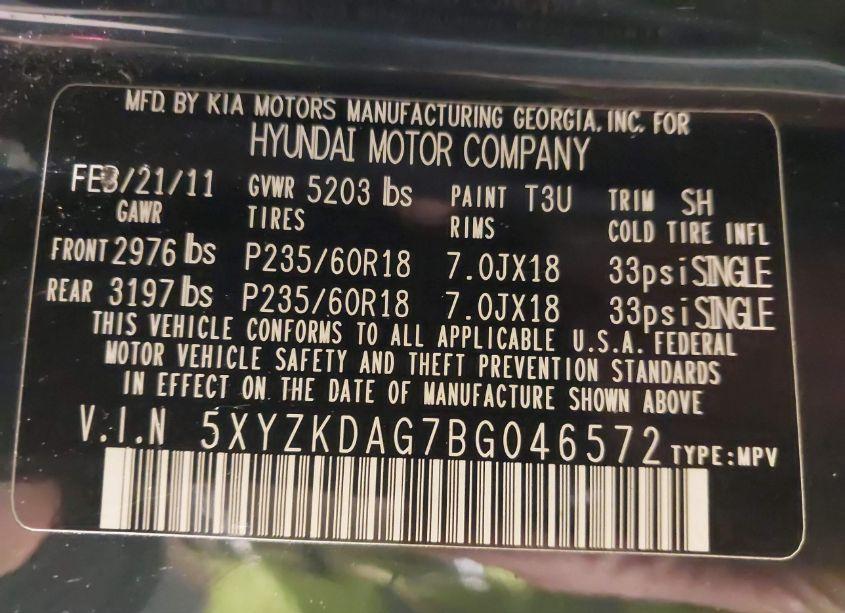 MFD. BY KIA MOTORS MANUFACTURING GEORGIA, INC. FOR
HYUNDAI MOTOR COMPANY
FEB/21/11 GVWR 5203 lbs PAINT T3U TRIM SH
GAWR TIRES RIMS COLD TIRE INFL
FRONT 2976 lbs P235/60R18 7.0JX18 33psi SINGLE
REAR 3197 lbs P235/60R18 7.0JX18 33psi SINGLE
THIS VEHICLE CONFORMS TO ALL APPLICABLE U.S.A. FEDERAL
MOTOR VEHICLE SAFETY AND THEFT PREVENTION STANDARDS
IN EFFECT ON THE DATE OF MANUFACTURE SHOWN ABOVE
V.I.N 5XYZKDAG7BG046572 TYPE:MPV